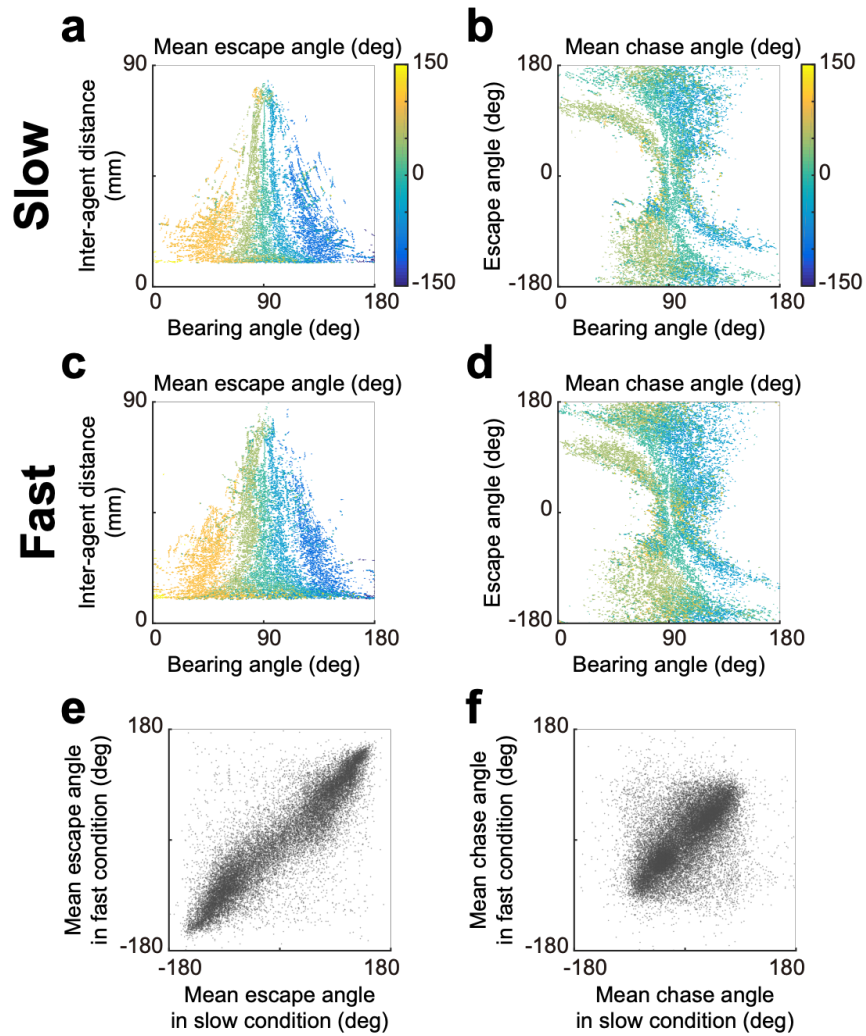 a
Mean escape angle (deg)
90
0
Inter-agent distance
(mm)
0
90
180
Bearing angle (deg)
150
0
-150
Slow
b
Mean chase angle (deg)
180
0
-180
Escape angle (deg)
0
90
180
Bearing angle (deg)
150
0
-150
c
Mean escape angle (deg)
90
0
Inter-agent distance
(mm)
0
90
180
Bearing angle (deg)
Fast
d
Mean chase angle (deg)
180
0
-180
Escape angle (deg)
0
90
180
Bearing angle (deg)
e
180
-180
Mean escape angle
in fast condition (deg)
-180
180
Mean escape angle
in slow condition (deg)
f
180
-180
Mean chase angle
in fast condition (deg)
-180
180
Mean chase angle
in slow condition (deg)